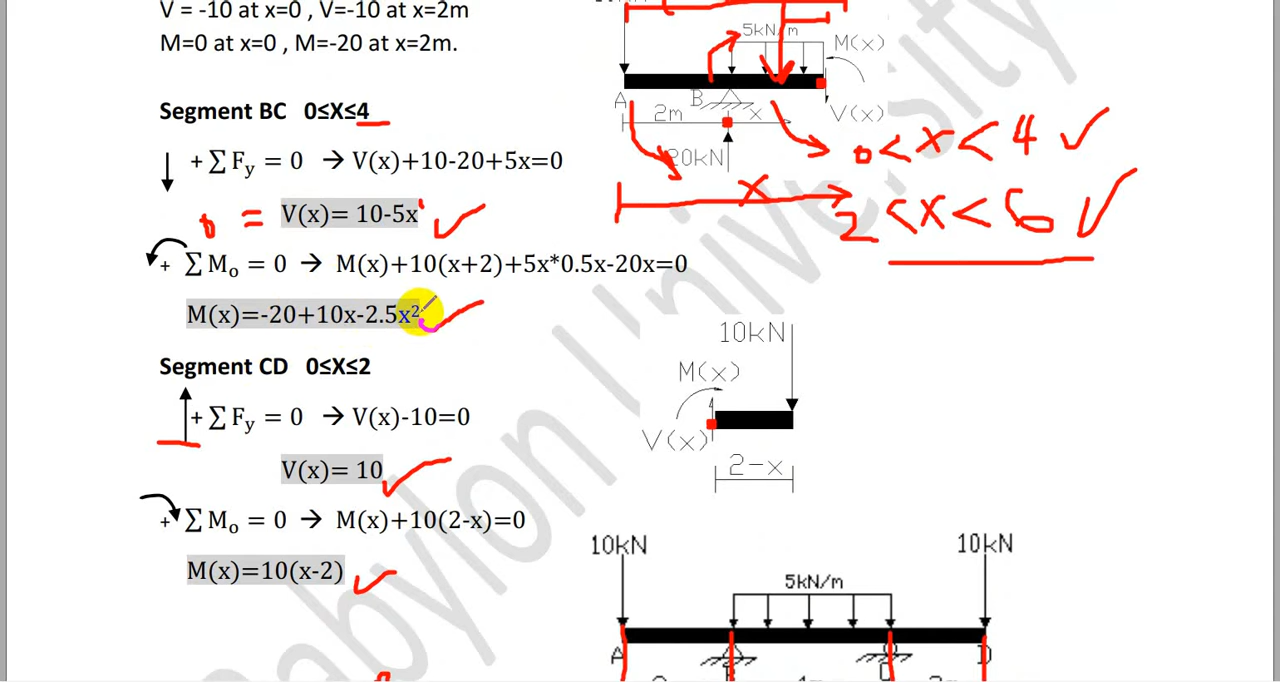 V = -10 at x=0 , V=-10 at x=2m
M=0 at x=0 , M=-20 at x=2m.
Segment BC 0≤X≤4
+ ∑ Fy = 0 → V(x)+10-20+5x=0
0 = V(x)= 10-5x
+ ∑ Mo = 0 → M(x)+10(x+2)+5x*0.5x-20x=0
M(x)=-20+10x-2.5x²
Segment CD 0≤X≤2
+ ∑ Fy = 0 → V(x)-10=0
V(x)= 10
+ ∑ Mo = 0 → M(x)+10(2-x)=0
M(x)=10(x-2)
5kN/m
M(x)
A
B
2m
x
V(x)
20kN
0<x<4
x
2<x<6
10kN
M(x)
V(x)
2-x
10kN
10kN
5kN/m
A
D
Babylon University